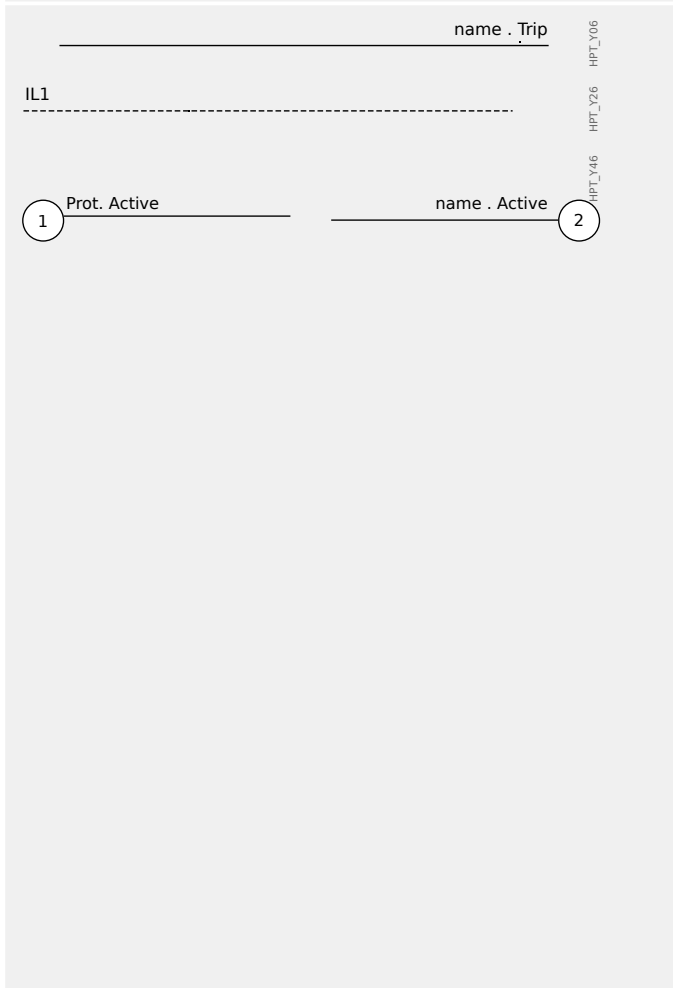 name . Trip
HPT_Y06
IL1
HPT_Y26
HPT_Y46
1
Prot. Active
name . Active
2